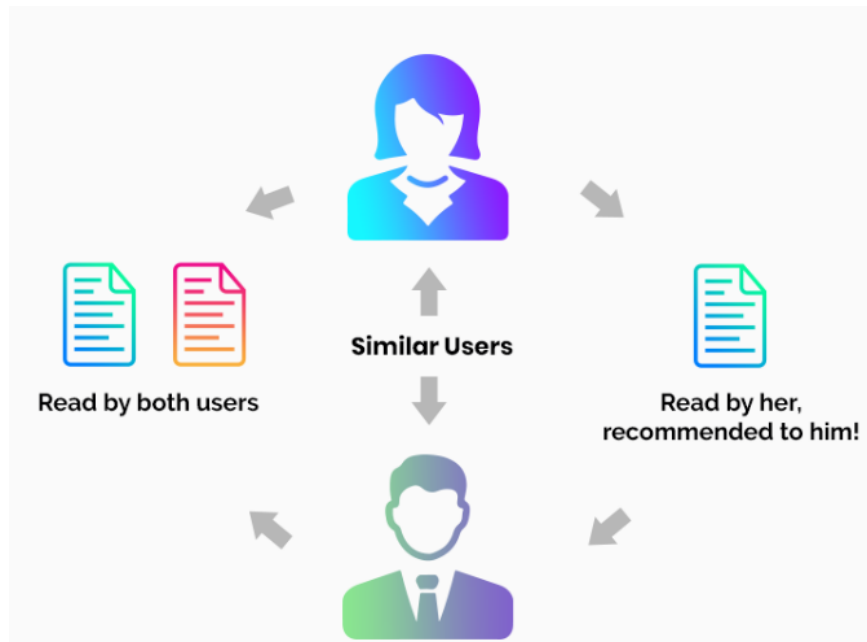 Similar Users
Read by both users
Read by her,
recommended to him!